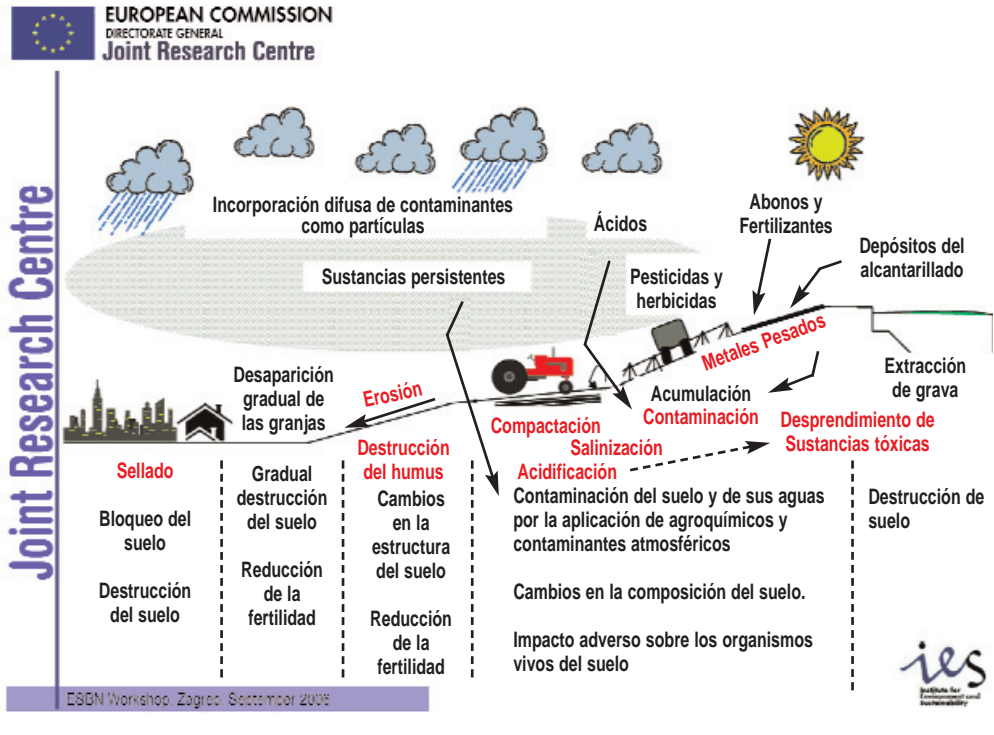 EUROPEAN COMMISSION
DIRECTORATE GENERAL
Joint Research Centre
Joint Research Centre
Incorporación difusa de contaminantes
como partículas
Ácidos
Abonos y
Fertilizantes
Depósitos del
alcantarillado
Sustancias persistentes
Pesticidas y
herbicidas
Metales Pesados
Extracción
de grava
Desaparición
gradual de
las granjas
Erosión
Acumulación
Contaminación
Compactación
Salinización
Acidificación
Desprendimiento de
Sustancias tóxicas
Sellado
Bloqueo del
suelo
Destrucción
del suelo
Gradual
destrucción
del suelo
Reducción
de la
fertilidad
Destrucción
del humus
Cambios
en la
estructura
del suelo
Reducción
de la
fertilidad
Contaminación del suelo y de sus aguas
por la aplicación de agroquímicos y
contaminantes atmosféricos
Cambios en la composición del suelo.
Impacto adverso sobre los organismos
vivos del suelo
Destrucción de
suelo
ies
Institute for
Environment and
Sustainability
ESBN Workshop, Zagreb, September 2006